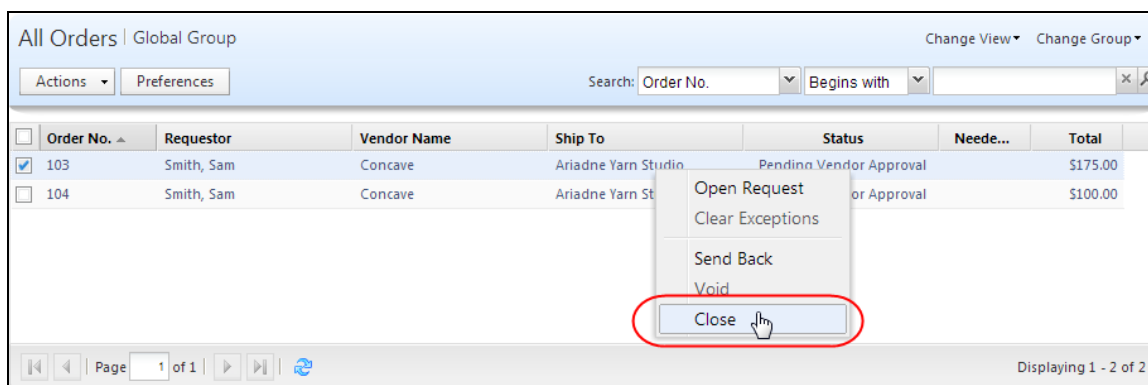 All Orders | Global Group Change View Change Group
Actions Preferences Search: Order No. Begins with
Order No. Requestor Vendor Name Ship To Status Neede... Total
103 Smith, Sam Concave Ariadne Yarn Studio Pending Vendor Approval $175.00
104 Smith, Sam Concave Ariadne Yarn St or Approval $100.00
Open Request
Clear Exceptions
Send Back
Void
Close
Page 1 of 1 Displaying 1 - 2 of 2